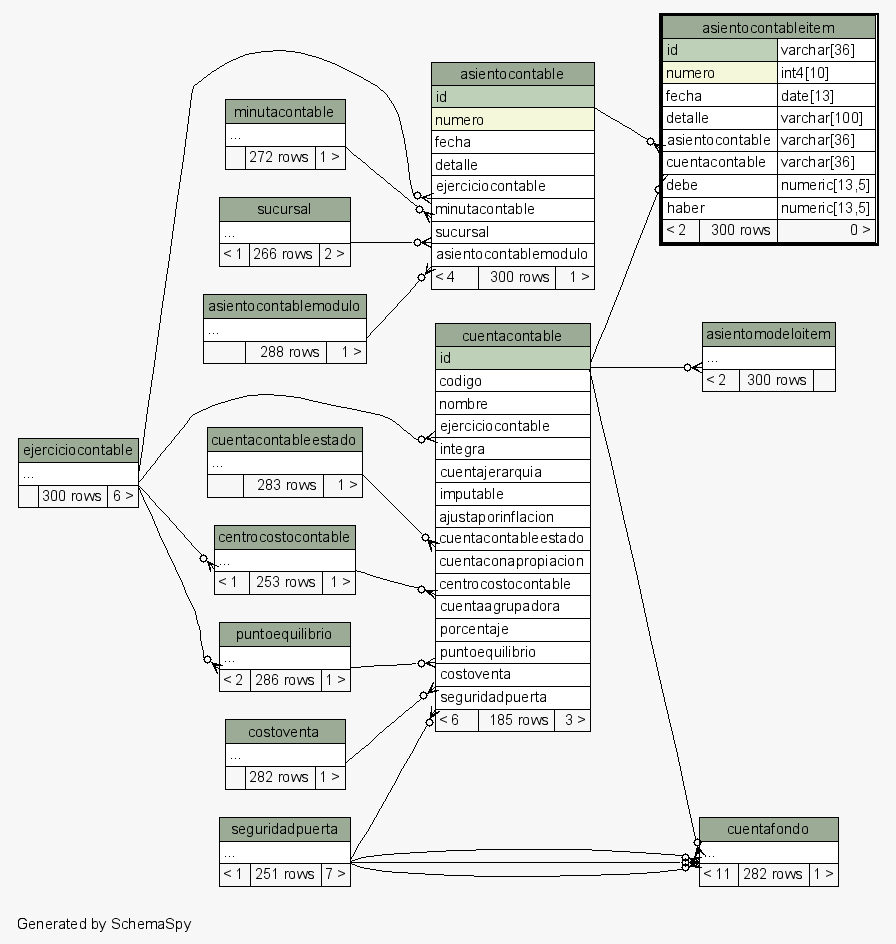 asientocontableitem
id varchar[36]
numero int4[10]
fecha date[13]
detalle varchar[100]
asientocontable varchar[36]
cuentacontable varchar[36]
debe numeric[13,5]
haber numeric[13,5]
< 2 300 rows 0 >
asientocontable
id
numero
fecha
detalle
ejerciciocontable
minutacontable
sucursal
asientocontablemodulo
< 4 300 rows 1 >
minutacontable
...
272 rows 1 >
sucursal
...
< 1 266 rows 2 >
asientocontablemodulo
...
288 rows 1 >
cuentacontable
id
codigo
nombre
ejerciciocontable
integra
cuentajerarquia
imputable
ajustaporinflacion
cuentacontableestado
cuentaconapropiacion
centrocostocontable
cuentaagrupadora
porcentaje
puntoequilibrio
costoventa
seguridadpuerta
< 6 185 rows 3 >
asientomodeloitem
...
< 2 300 rows
ejerciciocontable
...
300 rows 6 >
cuentacontableestado
...
283 rows 1 >
centrocostocontable
...
< 1 253 rows 1 >
puntoequilibrio
...
< 2 286 rows 1 >
costoventa
...
282 rows 1 >
seguridadpuerta
...
< 1 251 rows 7 >
cuentafondo
...
< 11 282 rows 1 >
Generated by SchemaSpy